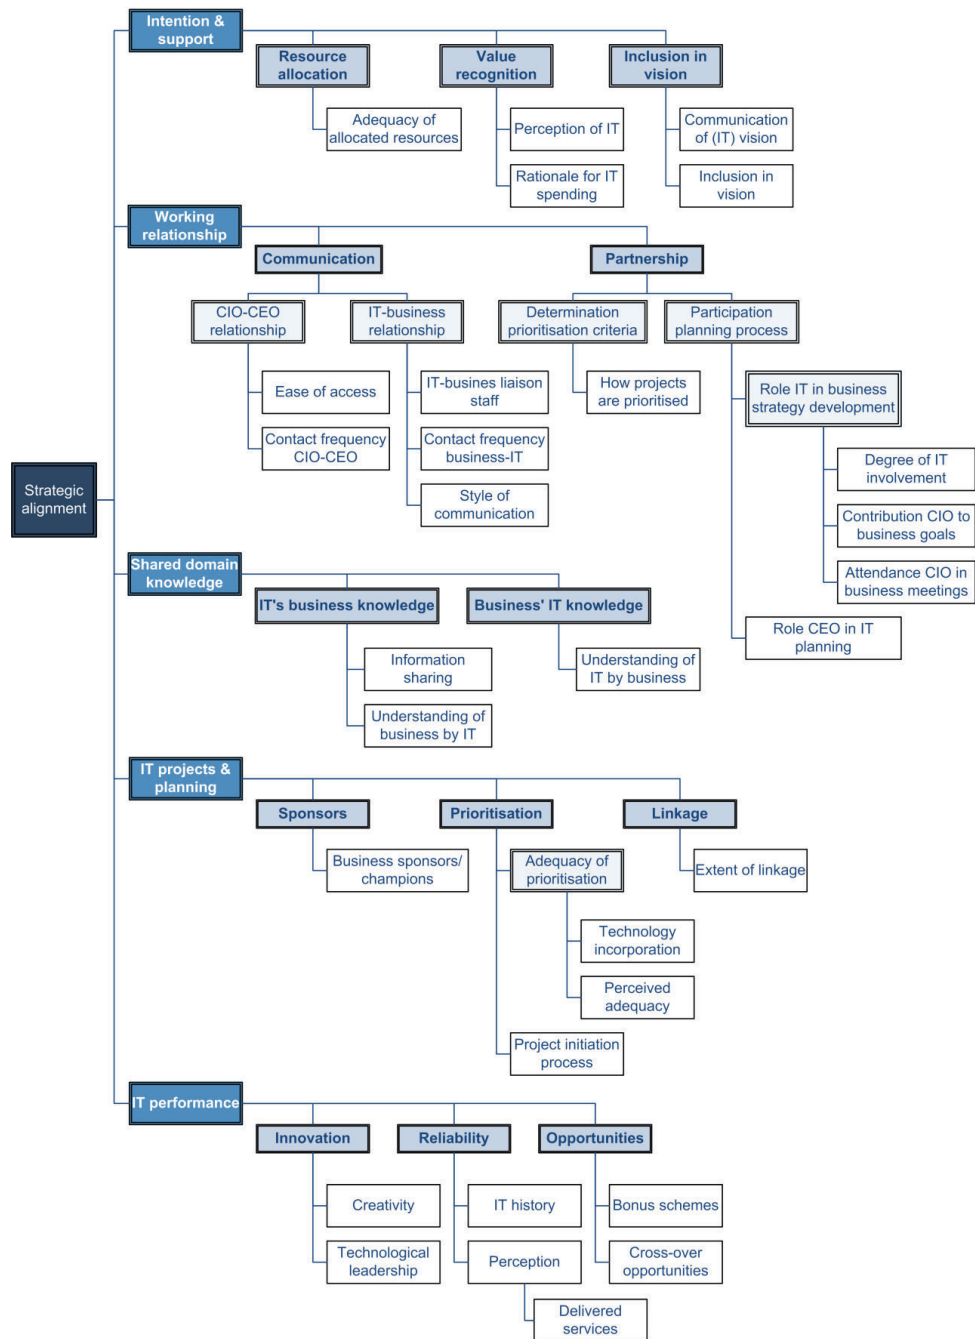 Intention &
support
Resource
allocation
Value
recognition
Inclusion in
vision
Adequacy of
allocated resources
Perception of IT
Communication
of (IT) vision
Rationale for IT
spending
Inclusion in
vision
Working
relationship
Communication
Partnership
CIO-CEO
relationship
IT-business
relationship
Determination
prioritisation criteria
Participation
planning process
Ease of access
IT-busines liaison
staff
How projects
are prioritised
Role IT in business
strategy development
Contact frequency
CIO-CEO
Contact frequency
business-IT
Degree of IT
involvement
Strategic
alignment
Style of
communication
Contribution CIO to
business goals
Attendance CIO in
business meetings
Shared domain
knowledge
IT's business knowledge
Business' IT knowledge
Role CEO in IT
planning
Information
sharing
Understanding of
IT by business
Understanding of
business by IT
IT projects &
planning
Sponsors
Prioritisation
Linkage
Business sponsors/
champions
Adequacy of
prioritisation
Extent of linkage
Technology
incorporation
Perceived
adequacy
Project initiation
process
IT performance
Innovation
Reliability
Opportunities
Creativity
IT history
Bonus schemes
Technological
leadership
Perception
Cross-over
opportunities
Delivered
services